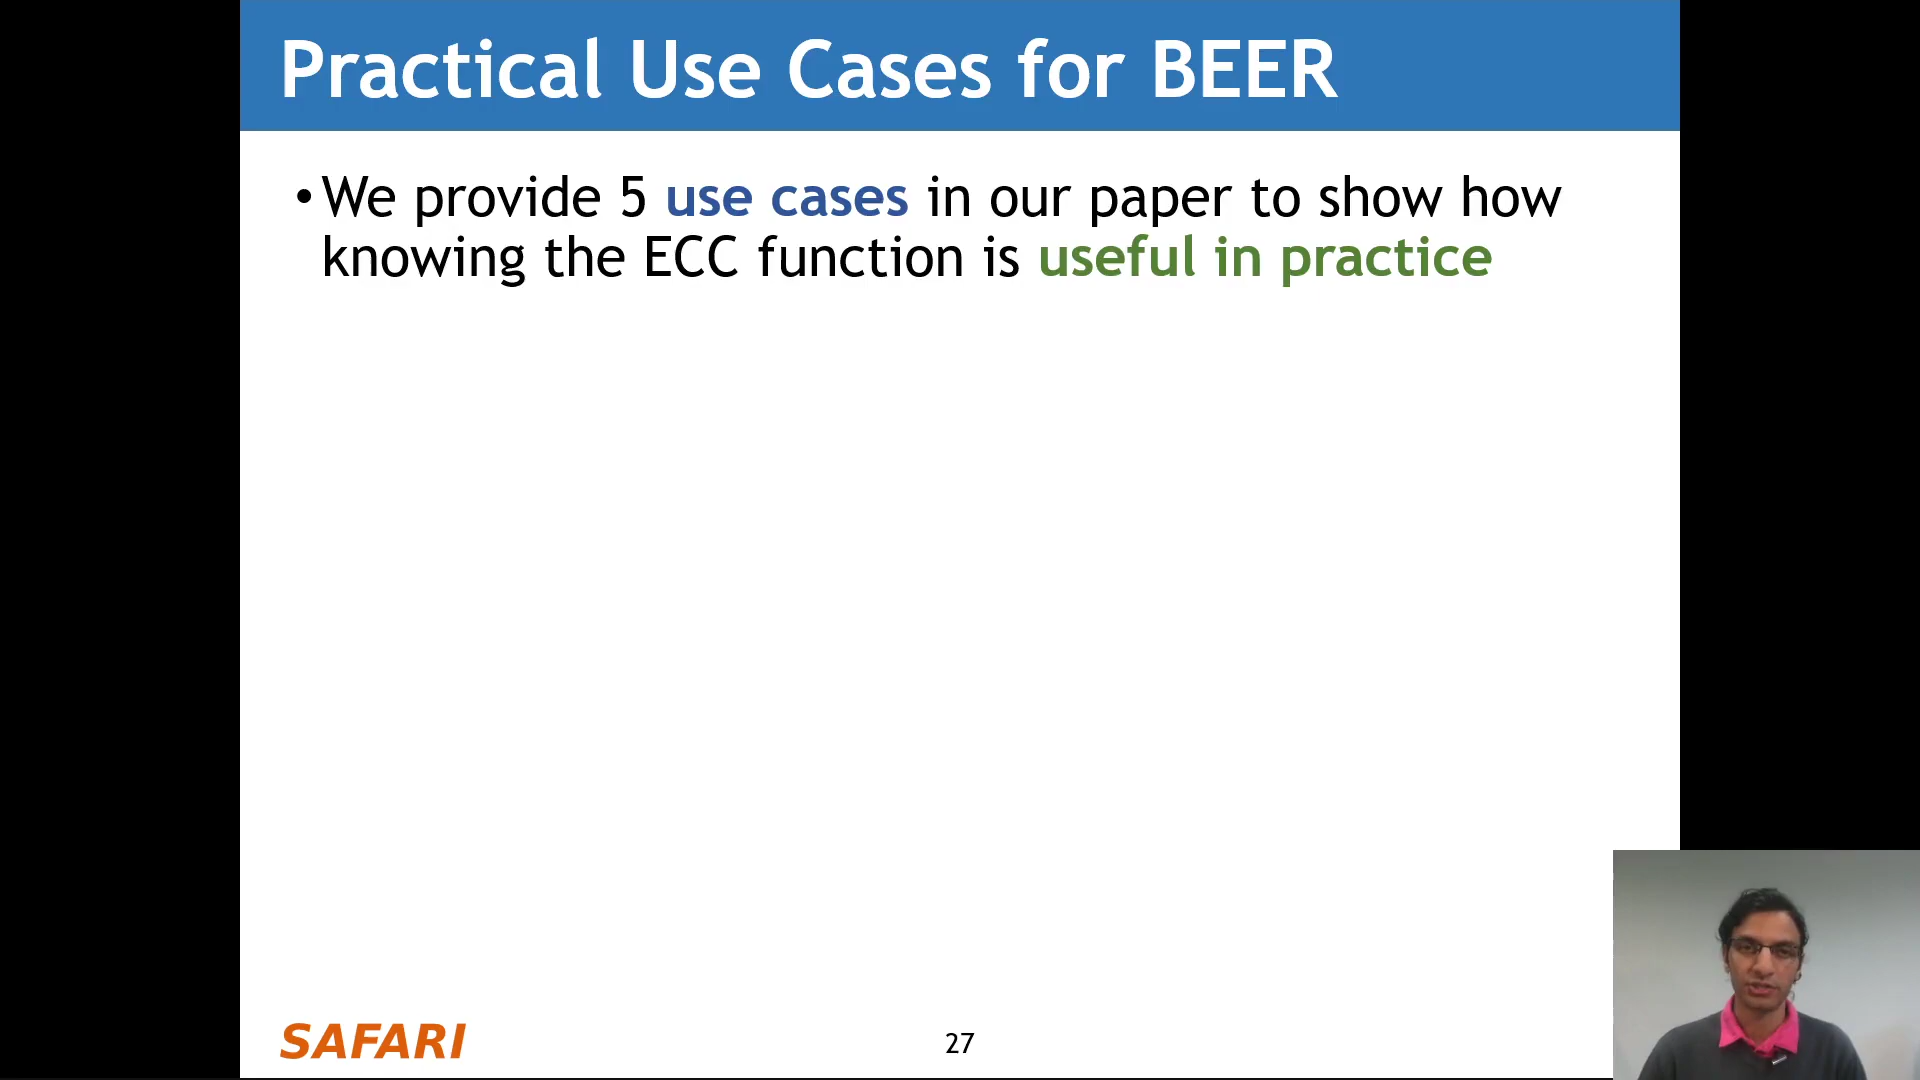 Practical Use Cases for BEER
• We provide 5 use cases in our paper to show how
knowing the ECC function is useful in practice
SAFARI
27